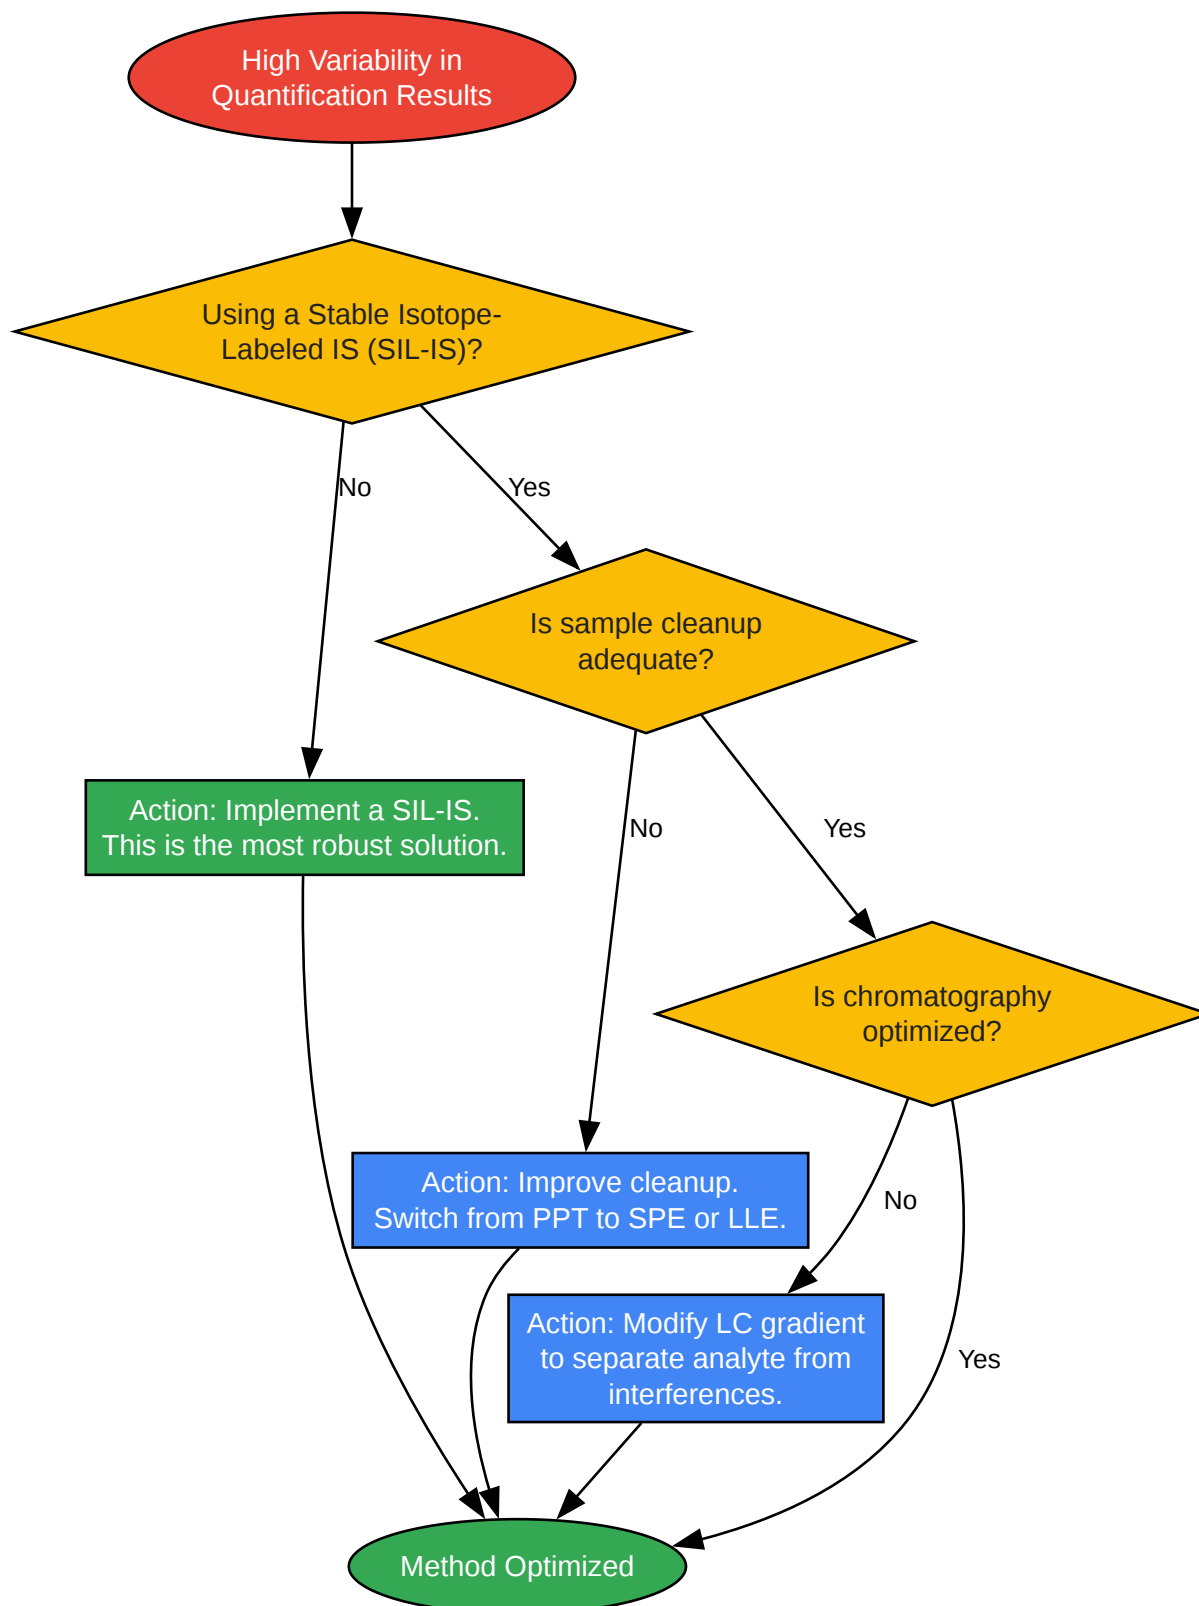 High Variability in
Quantification Results
Using a Stable Isotope-
Labeled IS (SIL-IS)?
No
Yes
Is sample cleanup
adequate?
Action: Implement a SIL-IS.
This is the most robust solution.
No
Yes
Is chromatography
optimized?
Action: Improve cleanup.
Switch from PPT to SPE or LLE.
No
Action: Modify LC gradient
to separate analyte from
interferences.
Yes
Method Optimized